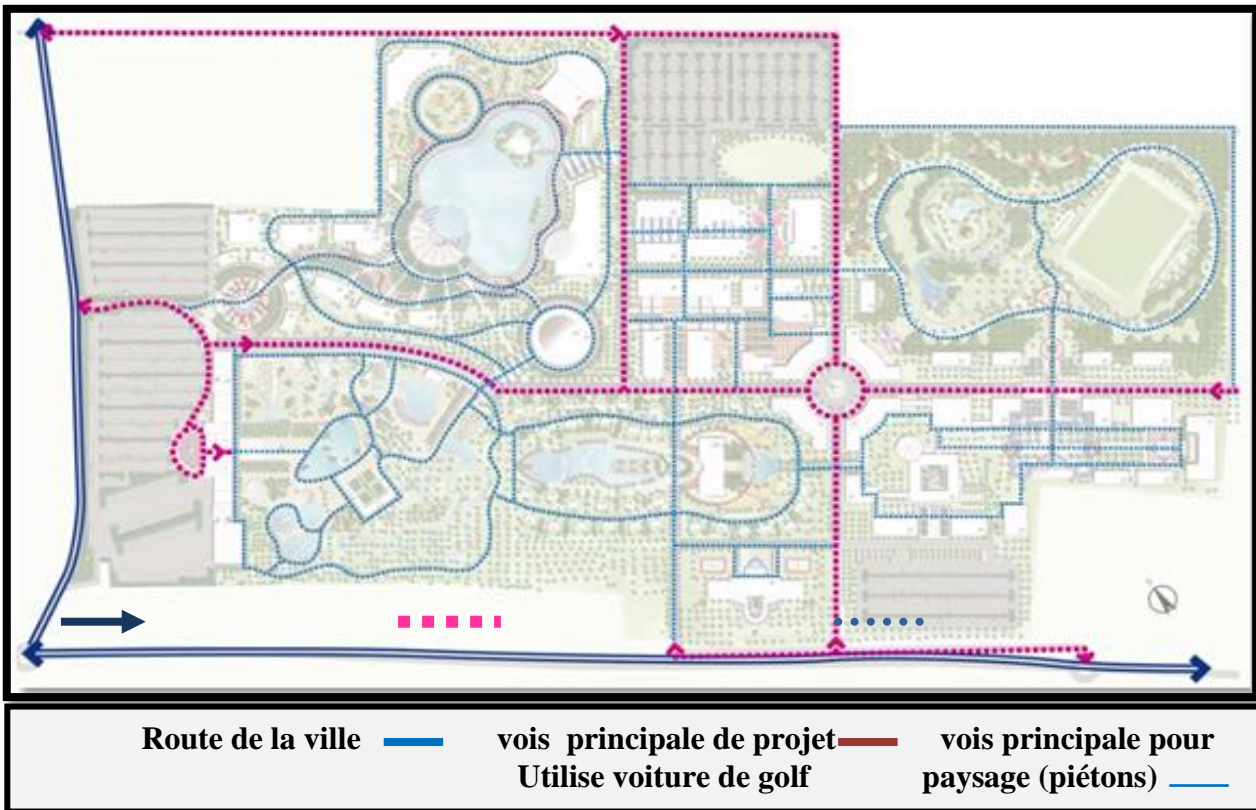 Route de la ville vois principale de projet vois principale pour
Utilise voiture de golf paysage (piétons)